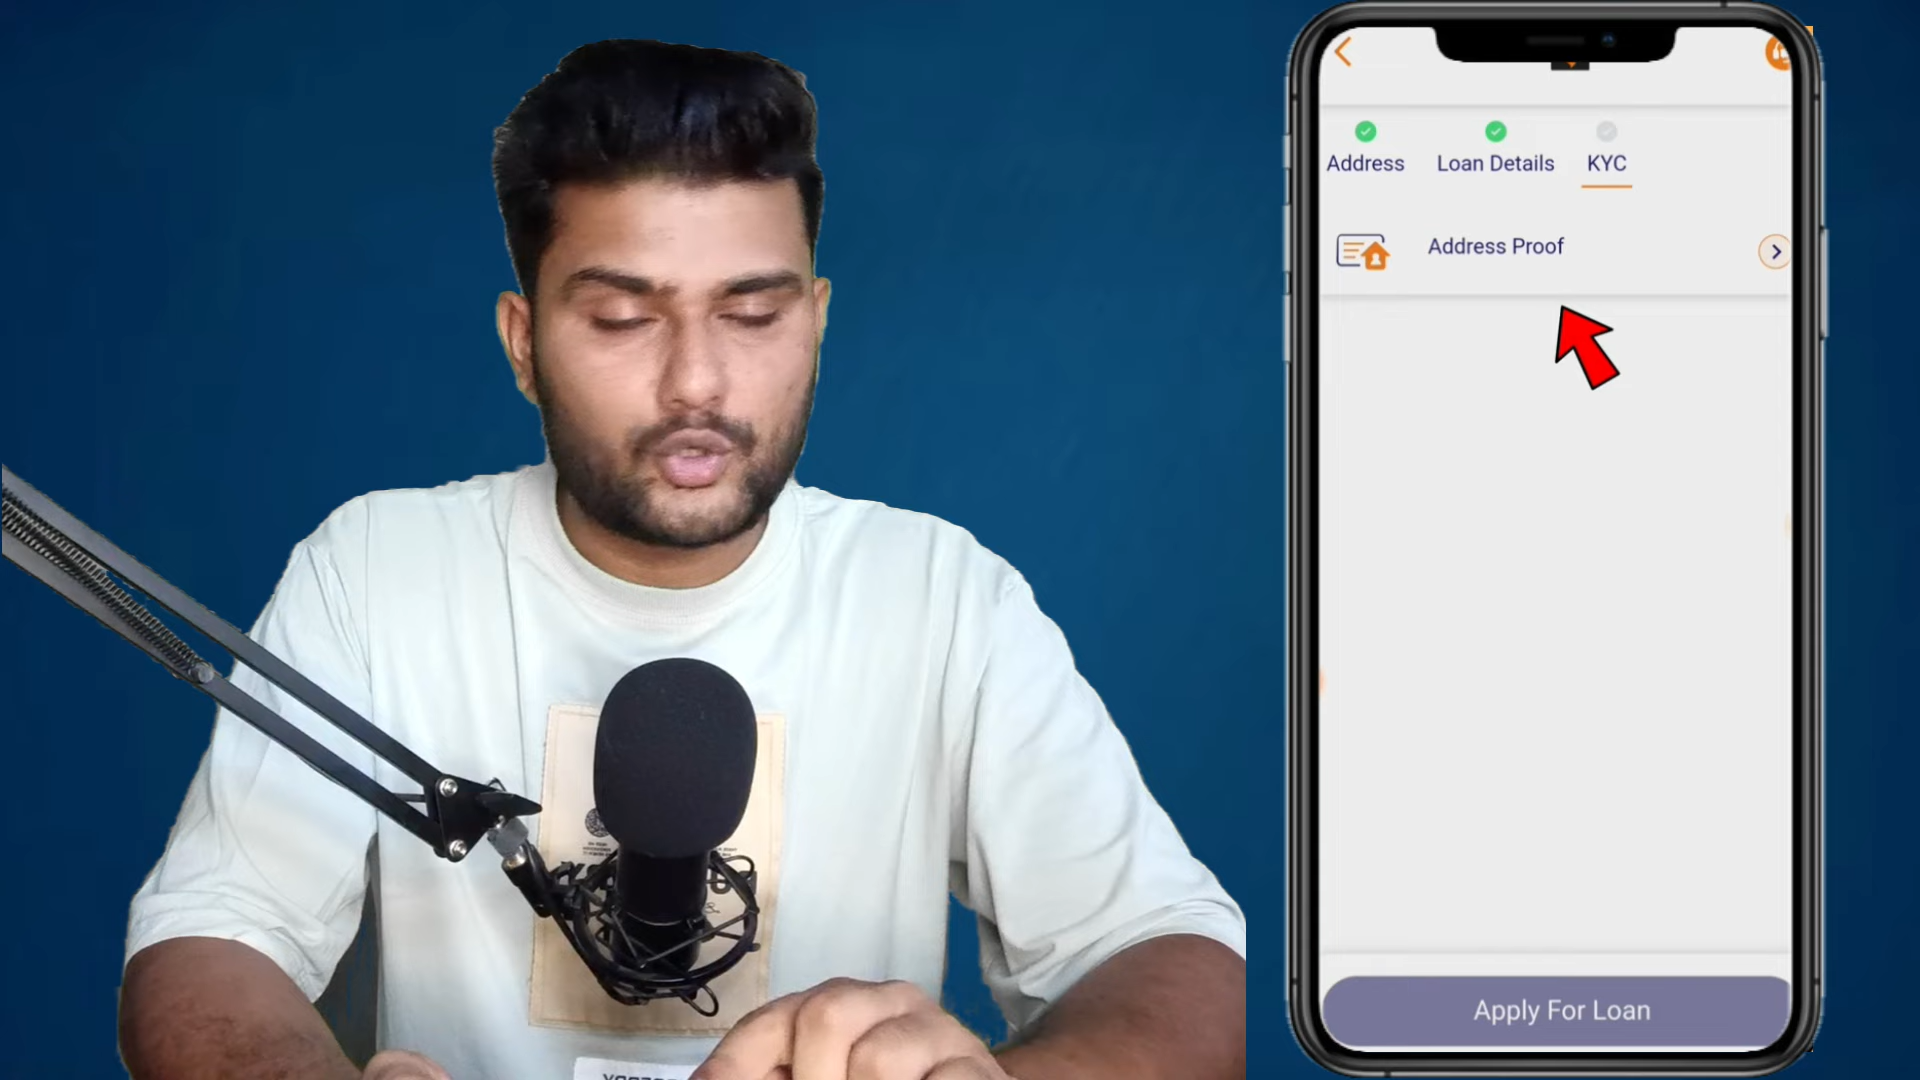 Address
Loan Details
KYC
Address Proof
Apply For Loan